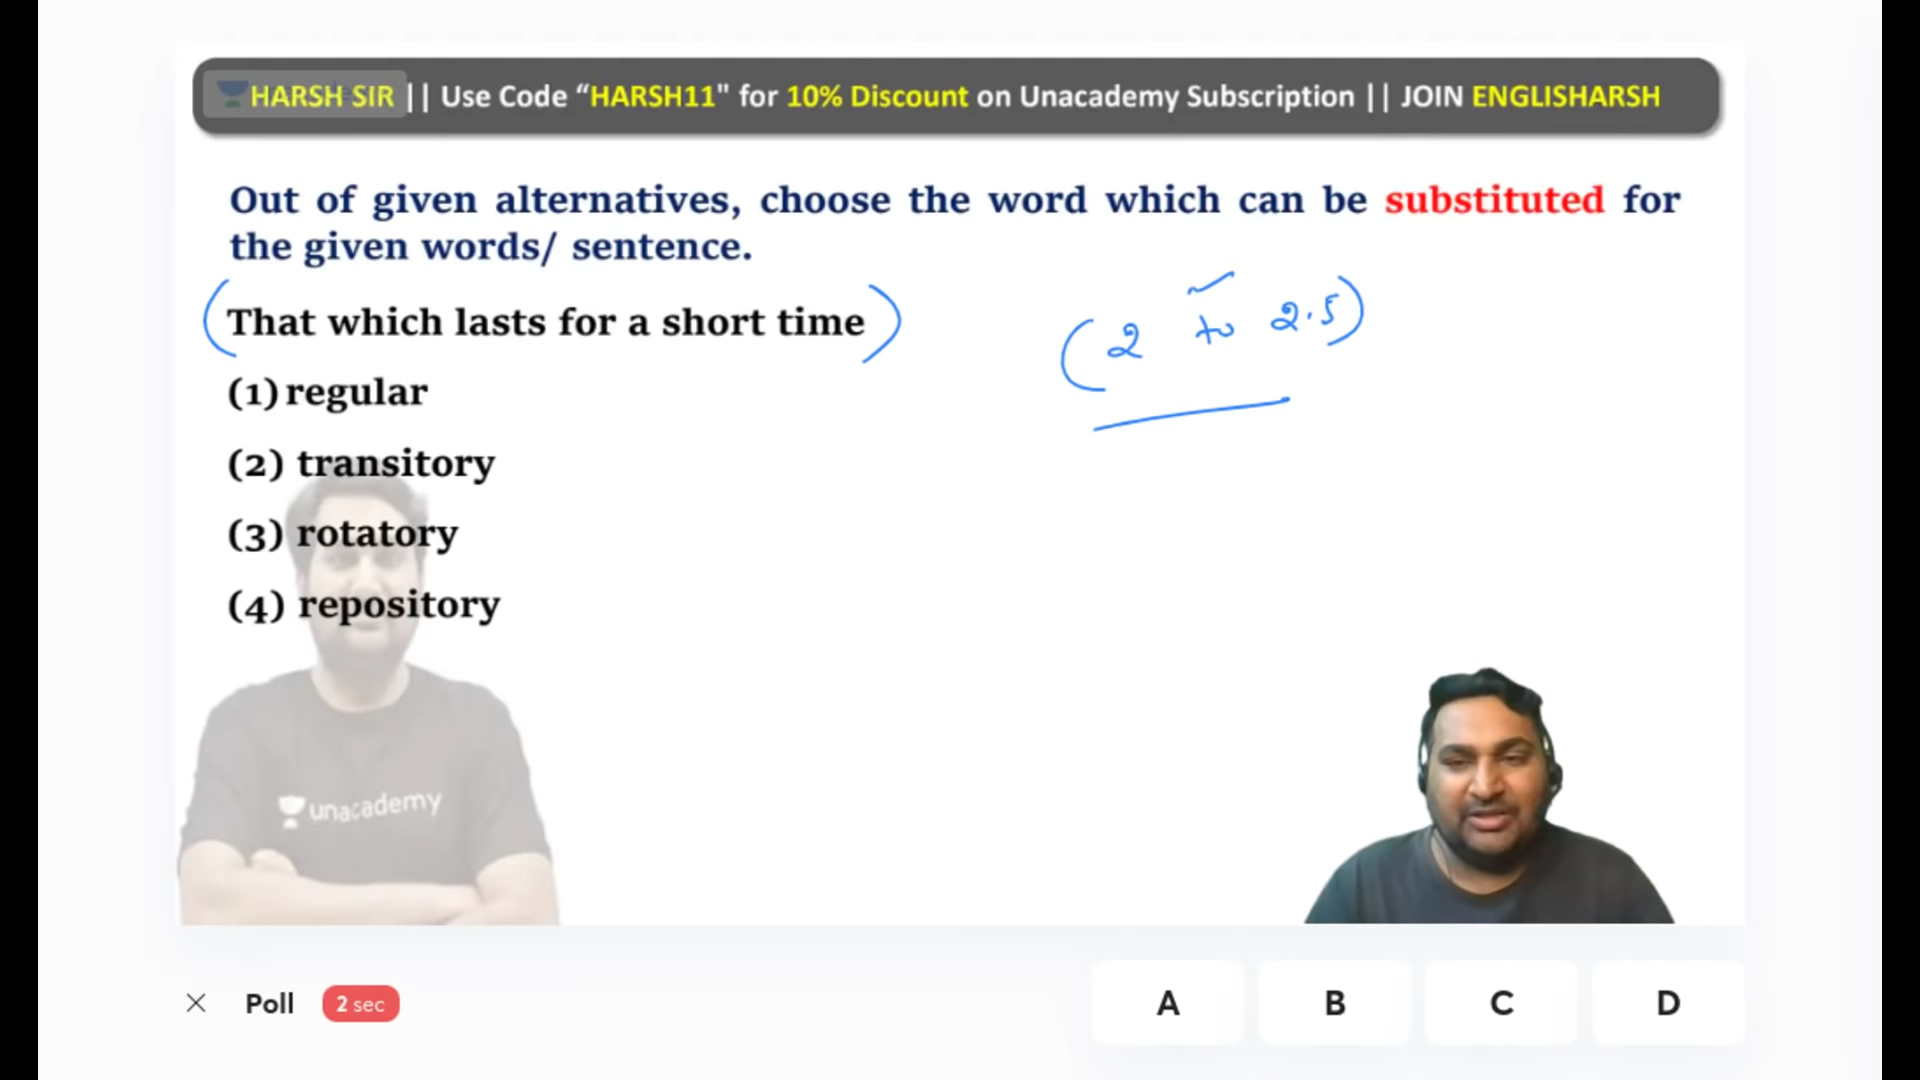 HARSH SIR || Use Code “HARSH11" for 10% Discount on Unacademy Subscription || JOIN ENGLISHARSH
Out of given alternatives, choose the word which can be substituted for
the given words/ sentence.
(That which lasts for a short time)
(2 to 2.5)
(1) regular
(2) transitory
(3) rotatory
(4) repository
unacademy
Poll 2 sec A B C D